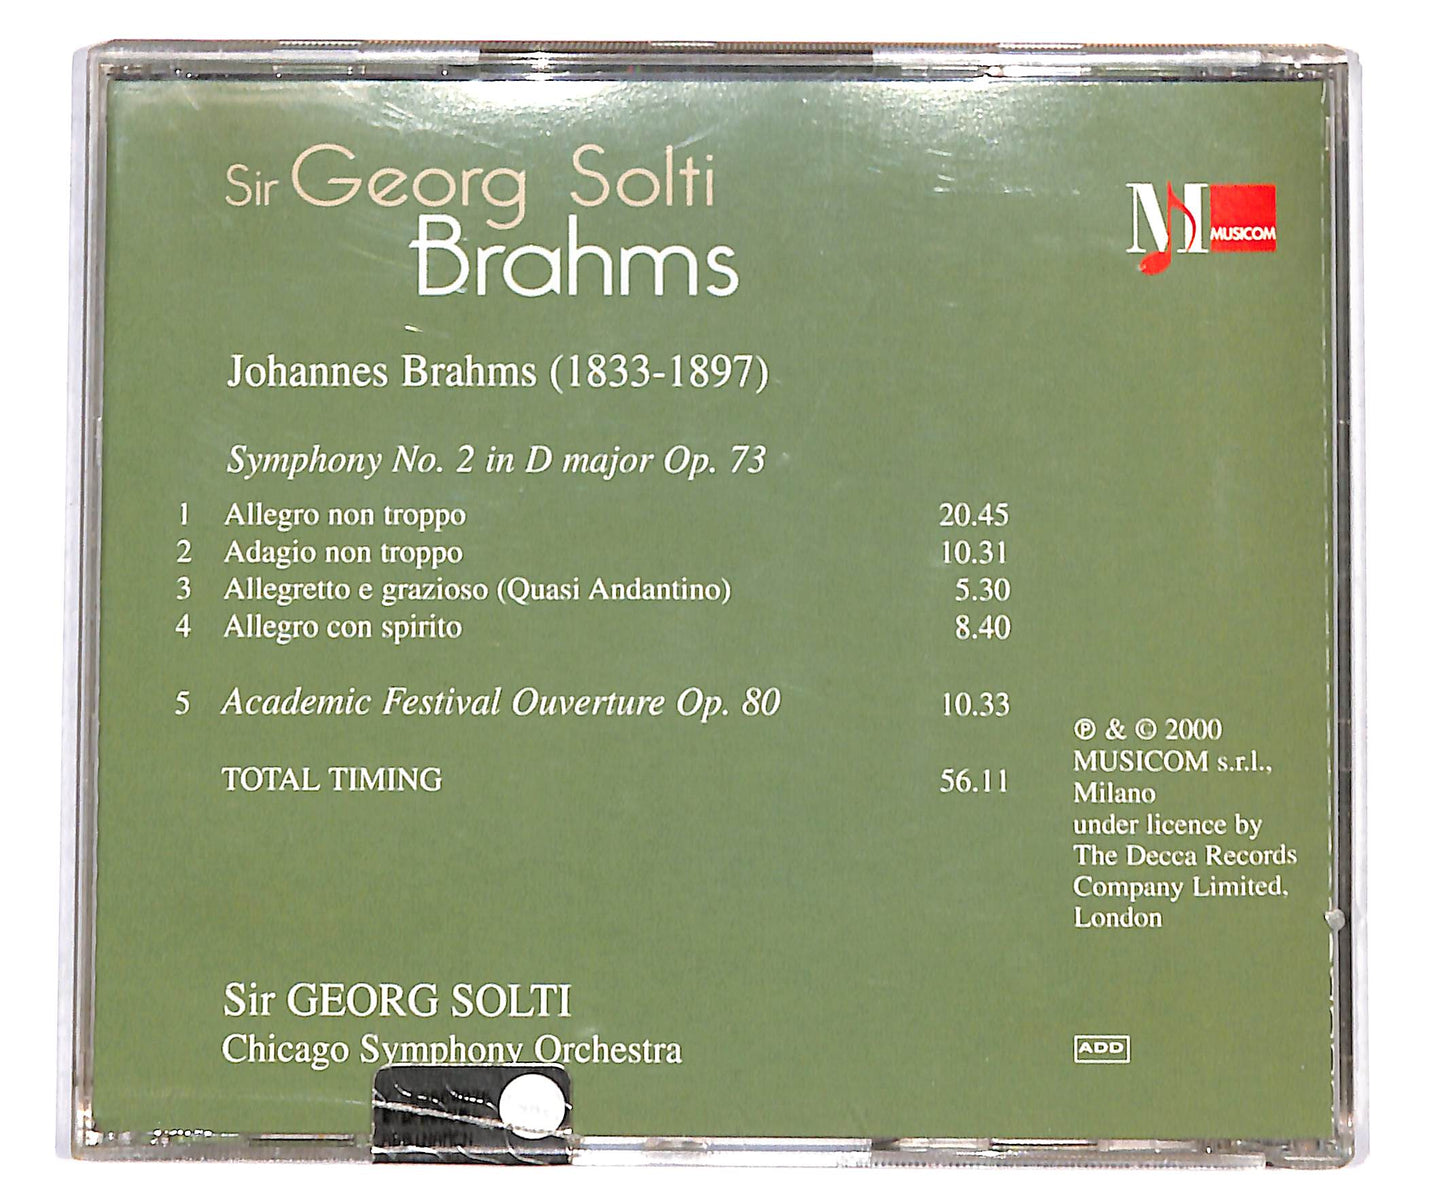 Sir Georg Solti
Brahms
M MUSICOM
Johannes Brahms (1833-1897)
Symphony No. 2 in D major Op. 73
1 Allegro non troppo 20.45
2 Adagio non troppo 10.31
3 Allegretto e grazioso (Quasi Andantino) 5.30
4 Allegro con spirito 8.40
5 Academic Festival Ouverture Op. 80 10.33
TOTAL TIMING 56.11
℗ & © 2000
MUSICOM s.r.l.,
Milano
under licence by
The Decca Records
Company Limited,
London
Sir GEORG SOLTI
Chicago Symphony Orchestra
ADD